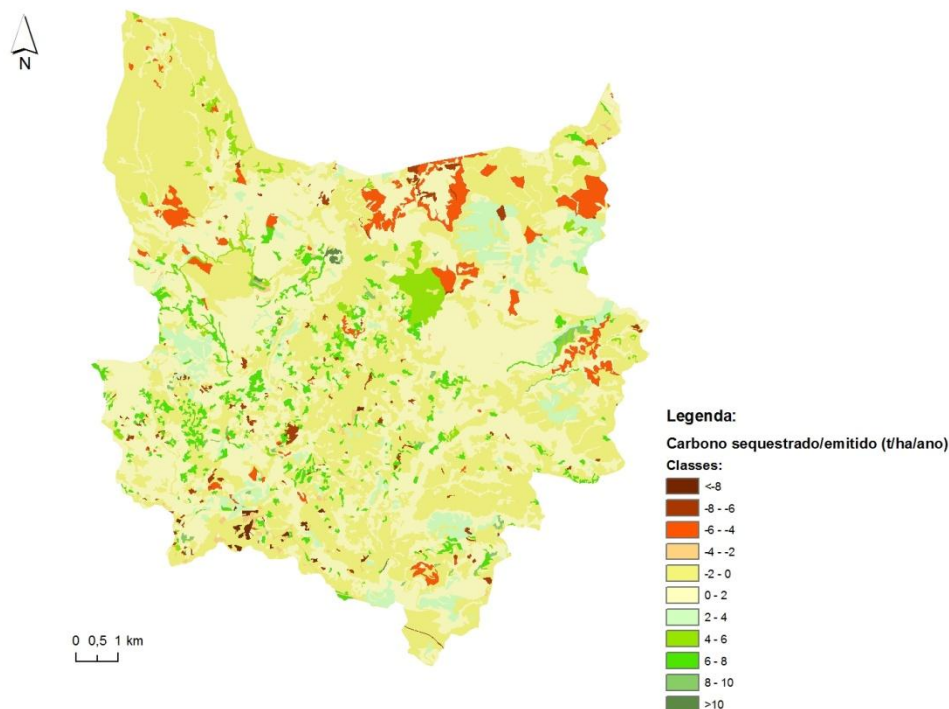 N
Legenda:
Carbono sequestrado/emitido (t/ha/ano)
Classes:
<-8
-8 - -6
-6 - -4
-4 - -2
-2 - 0
0 - 2
2 - 4
4 - 6
6 - 8
8 - 10
>10
0 0,5 1 km